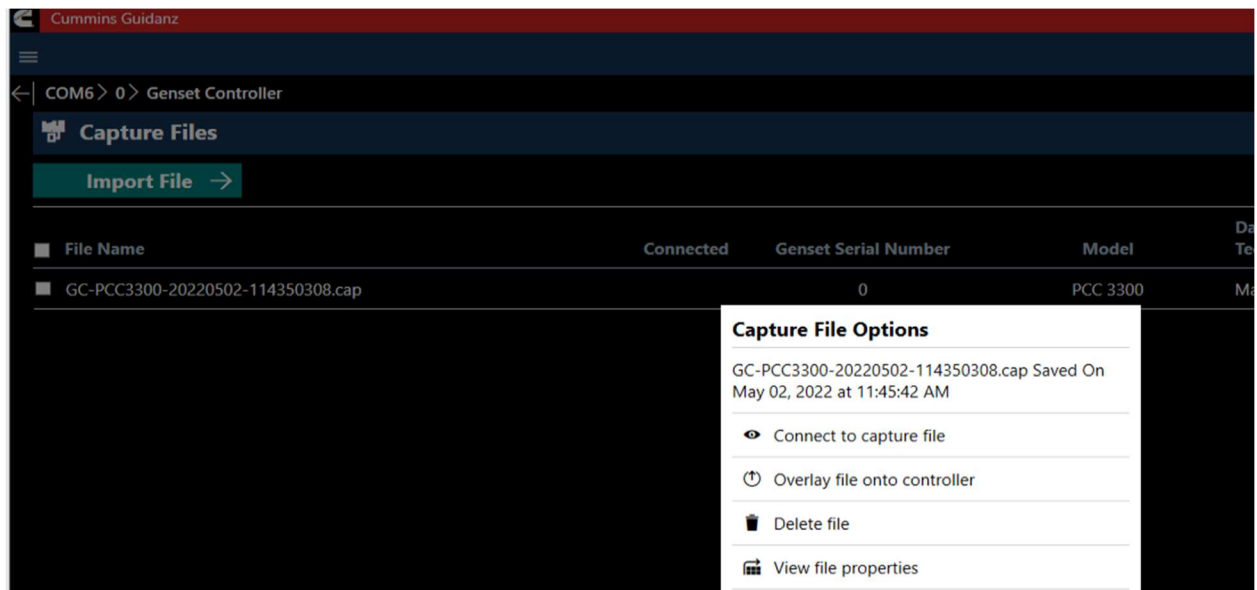 Cummins Guidanz
COM6 > 0 > Genset Controller
Capture Files
Import File
File Name Connected Genset Serial Number Model
GC-PCC3300-20220502-114350308.cap 0 PCC 3300
Capture File Options
GC-PCC3300-20220502-114350308.cap Saved On
May 02, 2022 at 11:45:42 AM
Connect to capture file
Overlay file onto controller
Delete file
View file properties